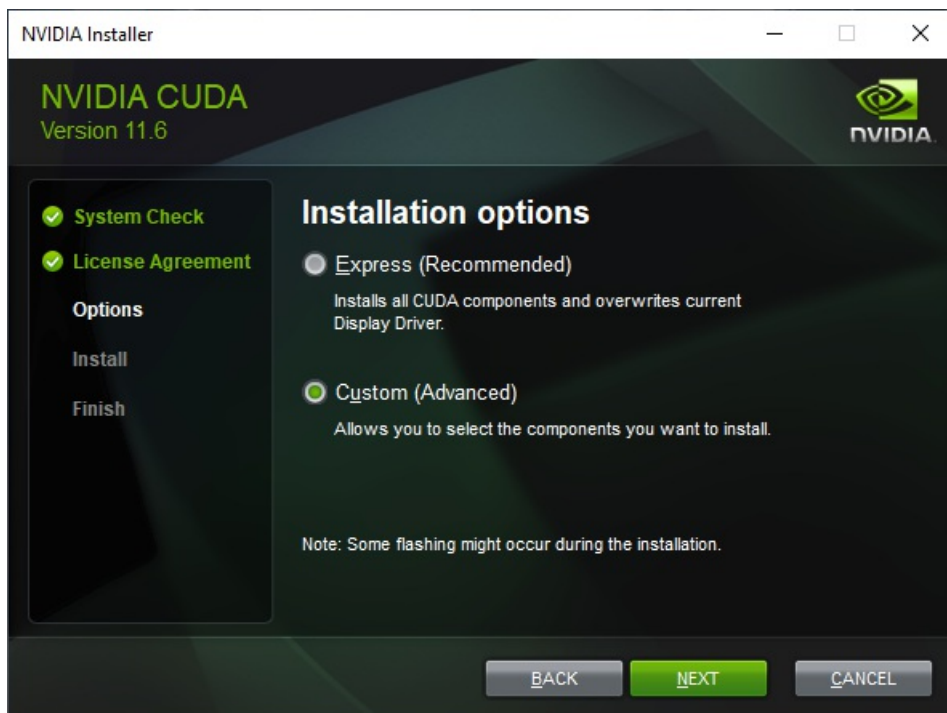 NVIDIA Installer
NVIDIA CUDA
Version 11.6
NVIDIA.
System Check
License Agreement
Options
Install
Finish
Installation options
Express (Recommended)
Installs all CUDA components and overwrites current
Display Driver.
Custom (Advanced)
Allows you to select the components you want to install.
Note: Some flashing might occur during the installation.
BACK
NEXT
CANCEL